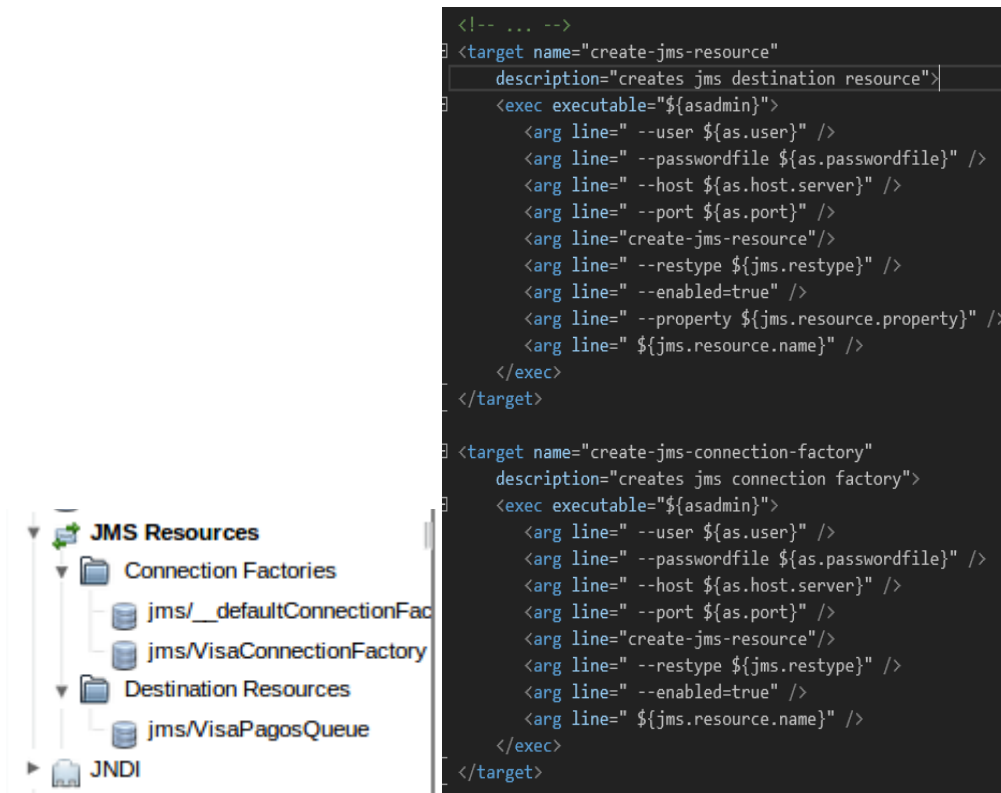 JMS Resources
Connection Factories
jms/__defaultConnectionFac
jms/VisaConnectionFactory
Destination Resources
jms/VisaPagosQueue
JNDI
<!-- ... -->
<target name="create-jms-resource"
description="creates jms destination resource">
<exec executable="${asadmin}">
<arg line=" --user ${as.user}" />
<arg line=" --passwordfile ${as.passwordfile}" />
<arg line=" --host ${as.host.server}" />
<arg line=" --port ${as.port}" />
<arg line="create-jms-resource"/>
<arg line=" --restype ${jms.restype}" />
<arg line=" --enabled=true" />
<arg line=" --property ${jms.resource.property}" />
<arg line=" ${jms.resource.name}" />
</exec>
</target>
<target name="create-jms-connection-factory"
description="creates jms connection factory">
<exec executable="${asadmin}">
<arg line=" --user ${as.user}" />
<arg line=" --passwordfile ${as.passwordfile}" />
<arg line=" --host ${as.host.server}" />
<arg line=" --port ${as.port}" />
<arg line="create-jms-resource"/>
<arg line=" --restype ${jms.restype}" />
<arg line=" --enabled=true" />
<arg line=" ${jms.resource.name}" />
</exec>
</target>